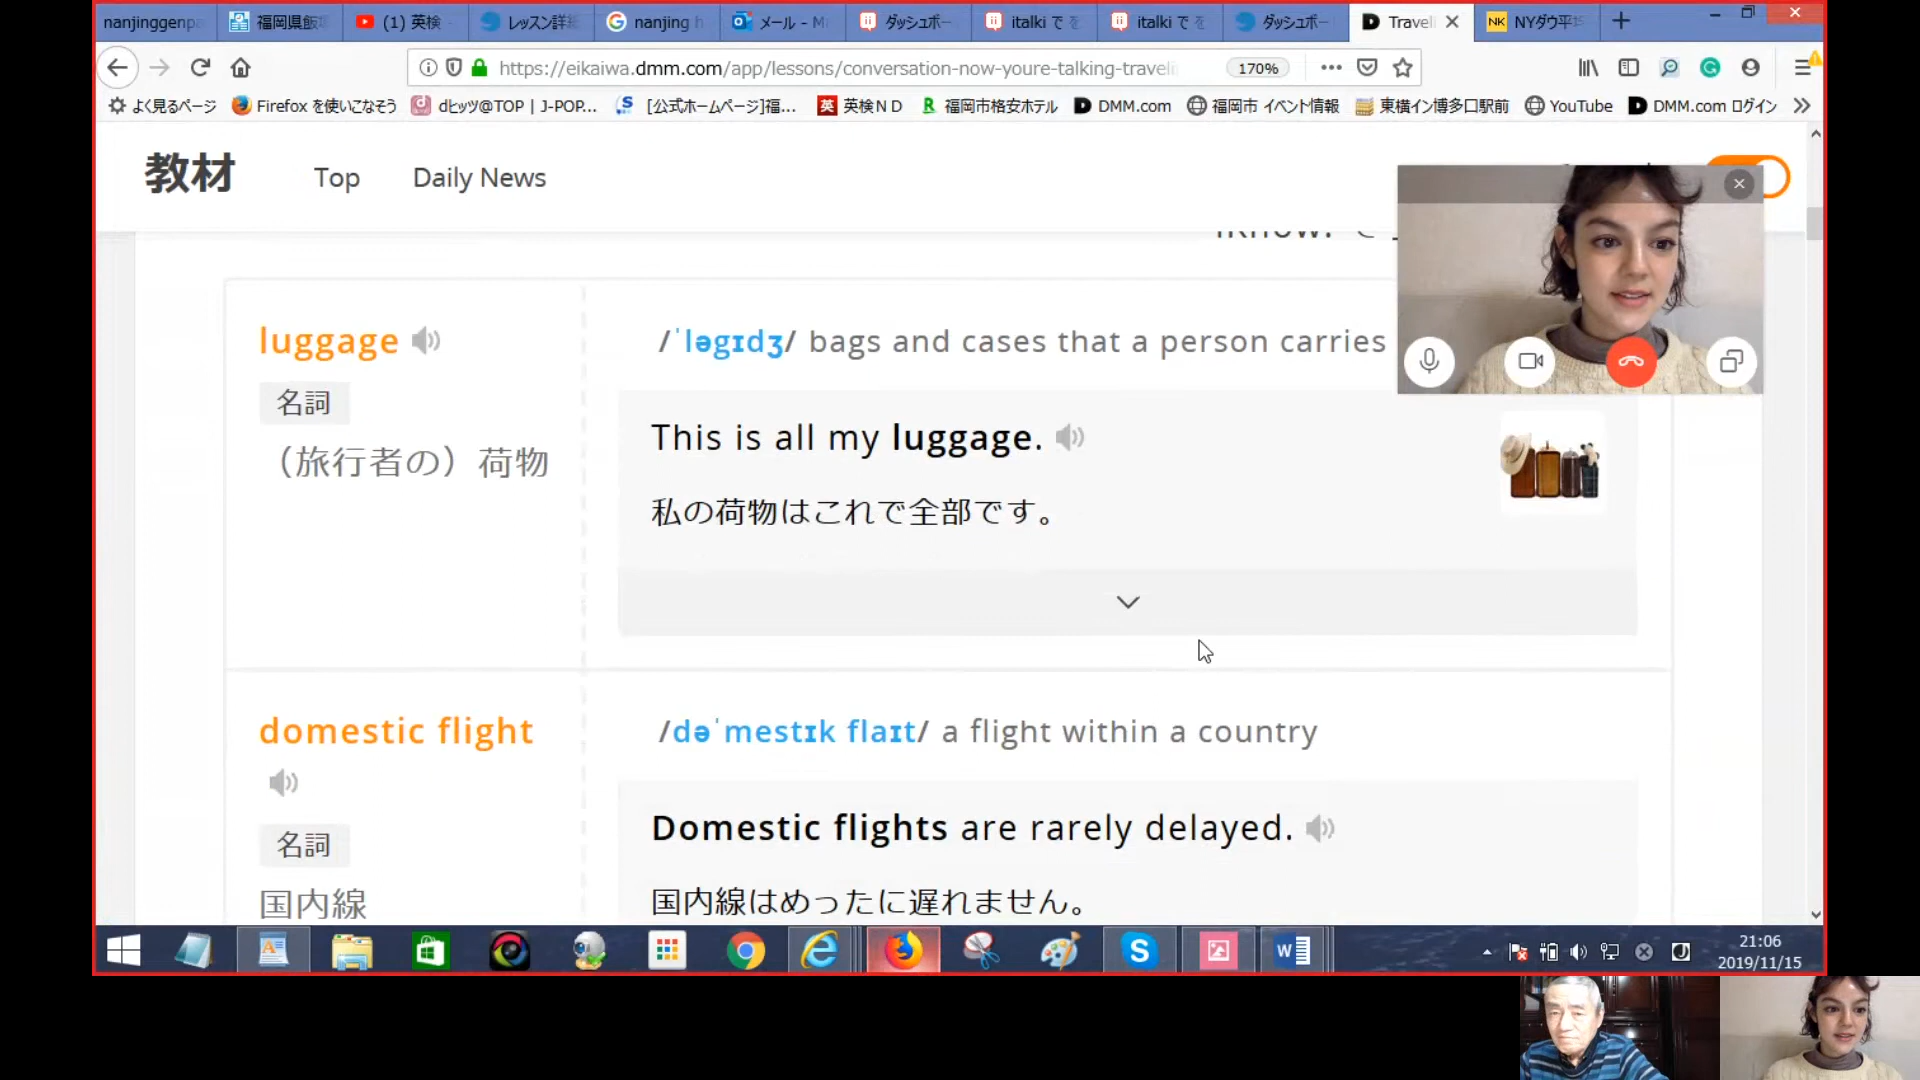 nanjinggenp
福岡県飯
(1) 英検
レッスン詳
nanjing h
メール - M
ダッシュボー
italki で を
italki で を
ダッシュボー
Traveli
NYダウ平
https://eikaiwa.dmm.com/app/lessons/conversation-now-youre-talking-traveli
170%
よく見るページ
Firefox を使いこなそう
dヒッツ@TOP | J-POP...
[公式ホームページ]福...
英検ＮＤ
福岡市格安ホテル
DMM.com
福岡市 イベント情報
東横イン博多口駅前
YouTube
DMM.com ログイン
教材
Top
Daily News
luggage
/ˈləgɪdʒ/ bags and cases that a person carries
名詞
（旅行者の）荷物
This is all my luggage.
私の荷物はこれで全部です。
domestic flight
/dəˈmestɪk flaɪt/ a flight within a country
名詞
国内線
Domestic flights are rarely delayed.
国内線はめったに遅れません。
21:06
2019/11/15